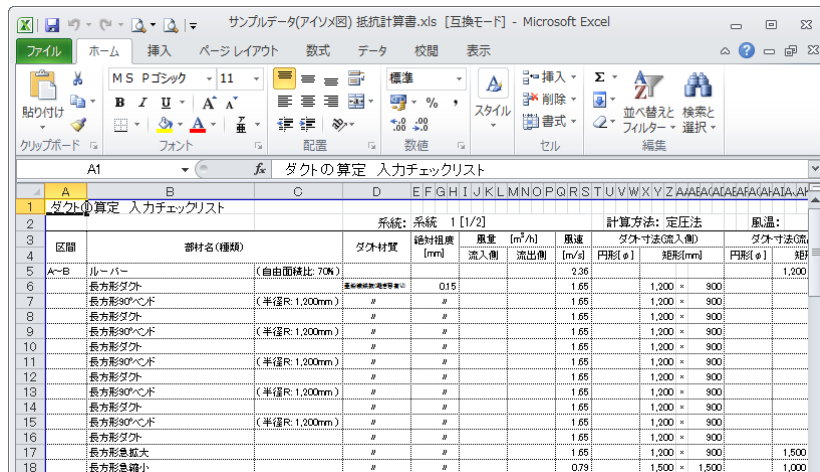 サンプルデータ(アイソメ図) 抵抗計算書.xls [互換モード] - Microsoft Excel
ファイル ホーム 挿入 ページ レイアウト 数式 データ 校閲 表示
MS Pゴシック 11 標準 挿入 Σ
貼り付け B I U A A % , スタイル 削除 並べ替えと フィルター 検索と 選択
A 亜 .00 .00 書式
クリップボード フォント 配置 数値 セル 編集
A1 fx ダクトの算定 入力チェックリスト
A B C D E F G H I J K L M N O P Q R S T U V W X Y Z
1 ダクトの算定 入力チェックリスト
2 系統: 系統 1 [1/2] 計算方法: 定圧法 風温:
3 区間 部材名(種類) ダクト材質 絶対粗度 風量 [m³/h] 風速 ダクト寸法(流入側)
4 [mm] 流入側 流出側 [m/s] 円形[φ] 矩形[mm] 円形[φ]
5 A~B ルーバー (自由面積比: 70%) 2.36 1,200
6 長方形ダクト 0.15 1.65 1,200 × 900
7 長方形90°ベンド (半径R: 1,200mm) 〃 〃 1.65 1,200 × 900
8 長方形ダクト 〃 〃 1.65 1,200 × 900
9 長方形90°ベンド (半径R: 1,200mm) 〃 〃 1.65 1,200 × 900
10 長方形ダクト 〃 〃 1.65 1,200 × 900
11 長方形90°ベンド (半径R: 1,200mm) 〃 〃 1.65 1,200 × 900
12 長方形ダクト 〃 〃 1.65 1,200 × 900
13 長方形90°ベンド (半径R: 1,200mm) 〃 〃 1.65 1,200 × 900
14 長方形ダクト 〃 〃 1.65 1,200 × 900
15 長方形90°ベンド (半径R: 1,200mm) 〃 〃 1.65 1,200 × 900
16 長方形ダクト 〃 〃 1.65 1,200 × 900
17 長方形急拡大 〃 〃 1.65 1,200 × 900 1,500
18 長方形急縮小 〃 〃 0.79 1,500 × 1,500 1,000